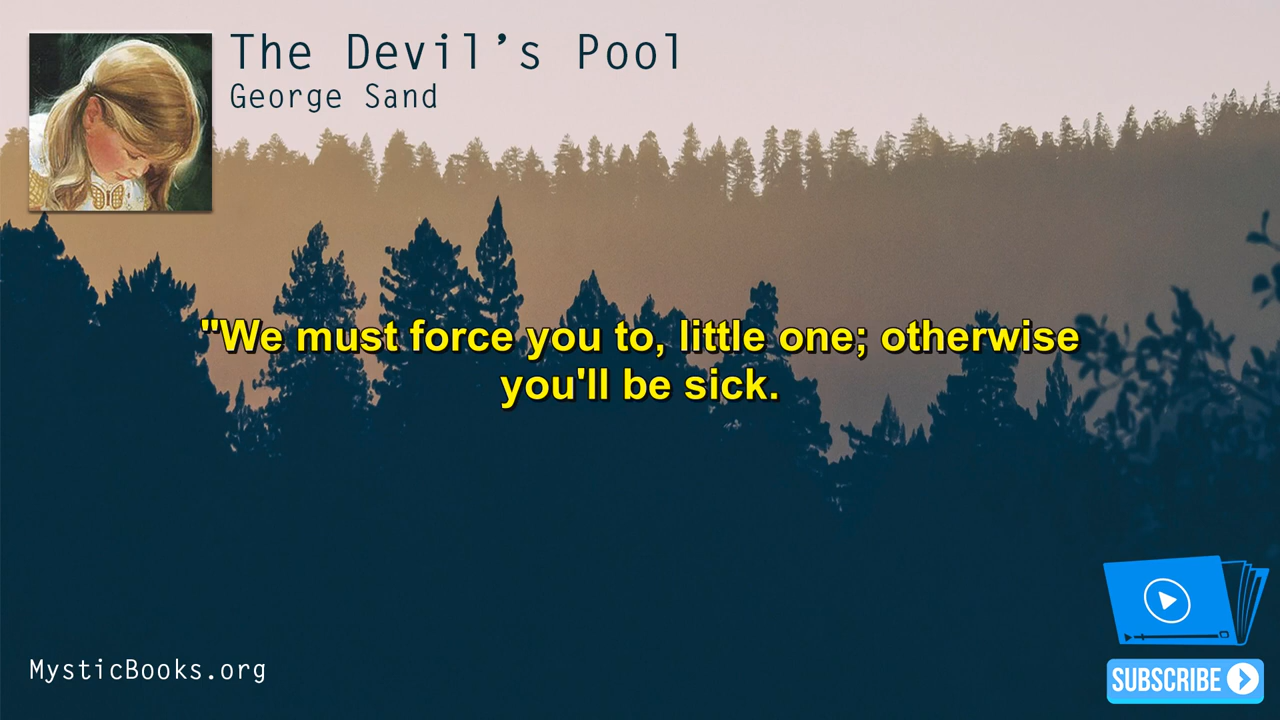 The Devil's Pool
George Sand
"We must force you to, little one; otherwise
you'll be sick.
MysticBooks.org
SUBSCRIBE